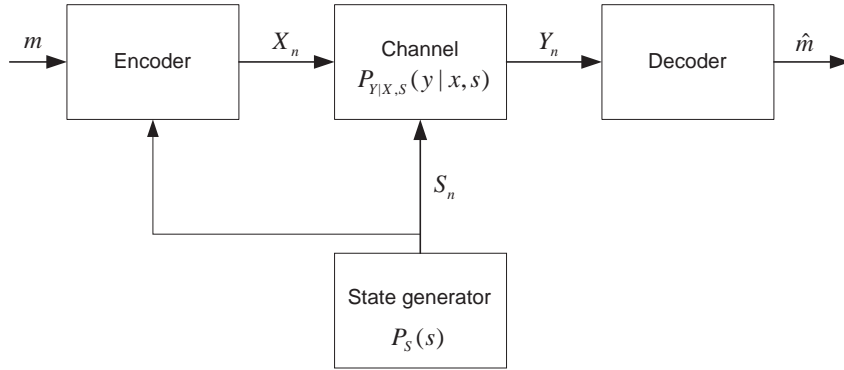 m
Encoder
X_n
Channel
P_{Y|X,S}(y | x, s)
Y_n
Decoder
m̂
S_n
State generator
P_S(s)